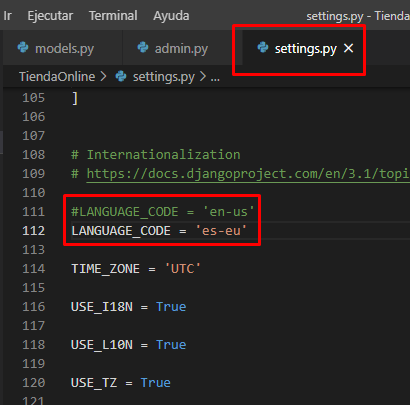 Ir Ejecutar Terminal Ayuda settings.py - Tienda
models.py admin.py settings.py
TiendaOnline > settings.py > ...
105 ]
106
107
108 # Internationalization
109 # https://docs.djangoproject.com/en/3.1/topi
110
111 #LANGUAGE_CODE = 'en-us'
112 LANGUAGE_CODE = 'es-eu'
113
114 TIME_ZONE = 'UTC'
115
116 USE_I18N = True
117
118 USE_L10N = True
119
120 USE_TZ = True
121